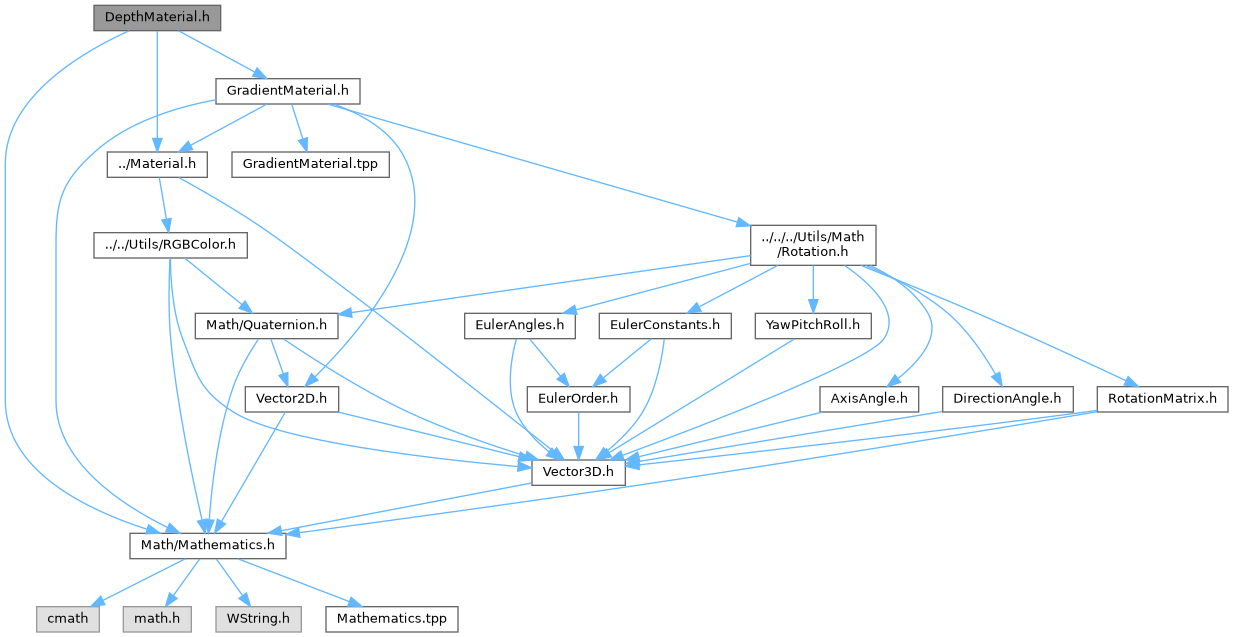 DepthMaterial.h
GradientMaterial.h
../Material.h
GradientMaterial.tpp
../../Utils/RGBColor.h
../../../Utils/Math
/Rotation.h
Math/Quaternion.h
EulerAngles.h
EulerConstants.h
YawPitchRoll.h
Vector2D.h
EulerOrder.h
AxisAngle.h
DirectionAngle.h
RotationMatrix.h
Vector3D.h
Math/Mathematics.h
cmath
math.h
WString.h
Mathematics.tpp